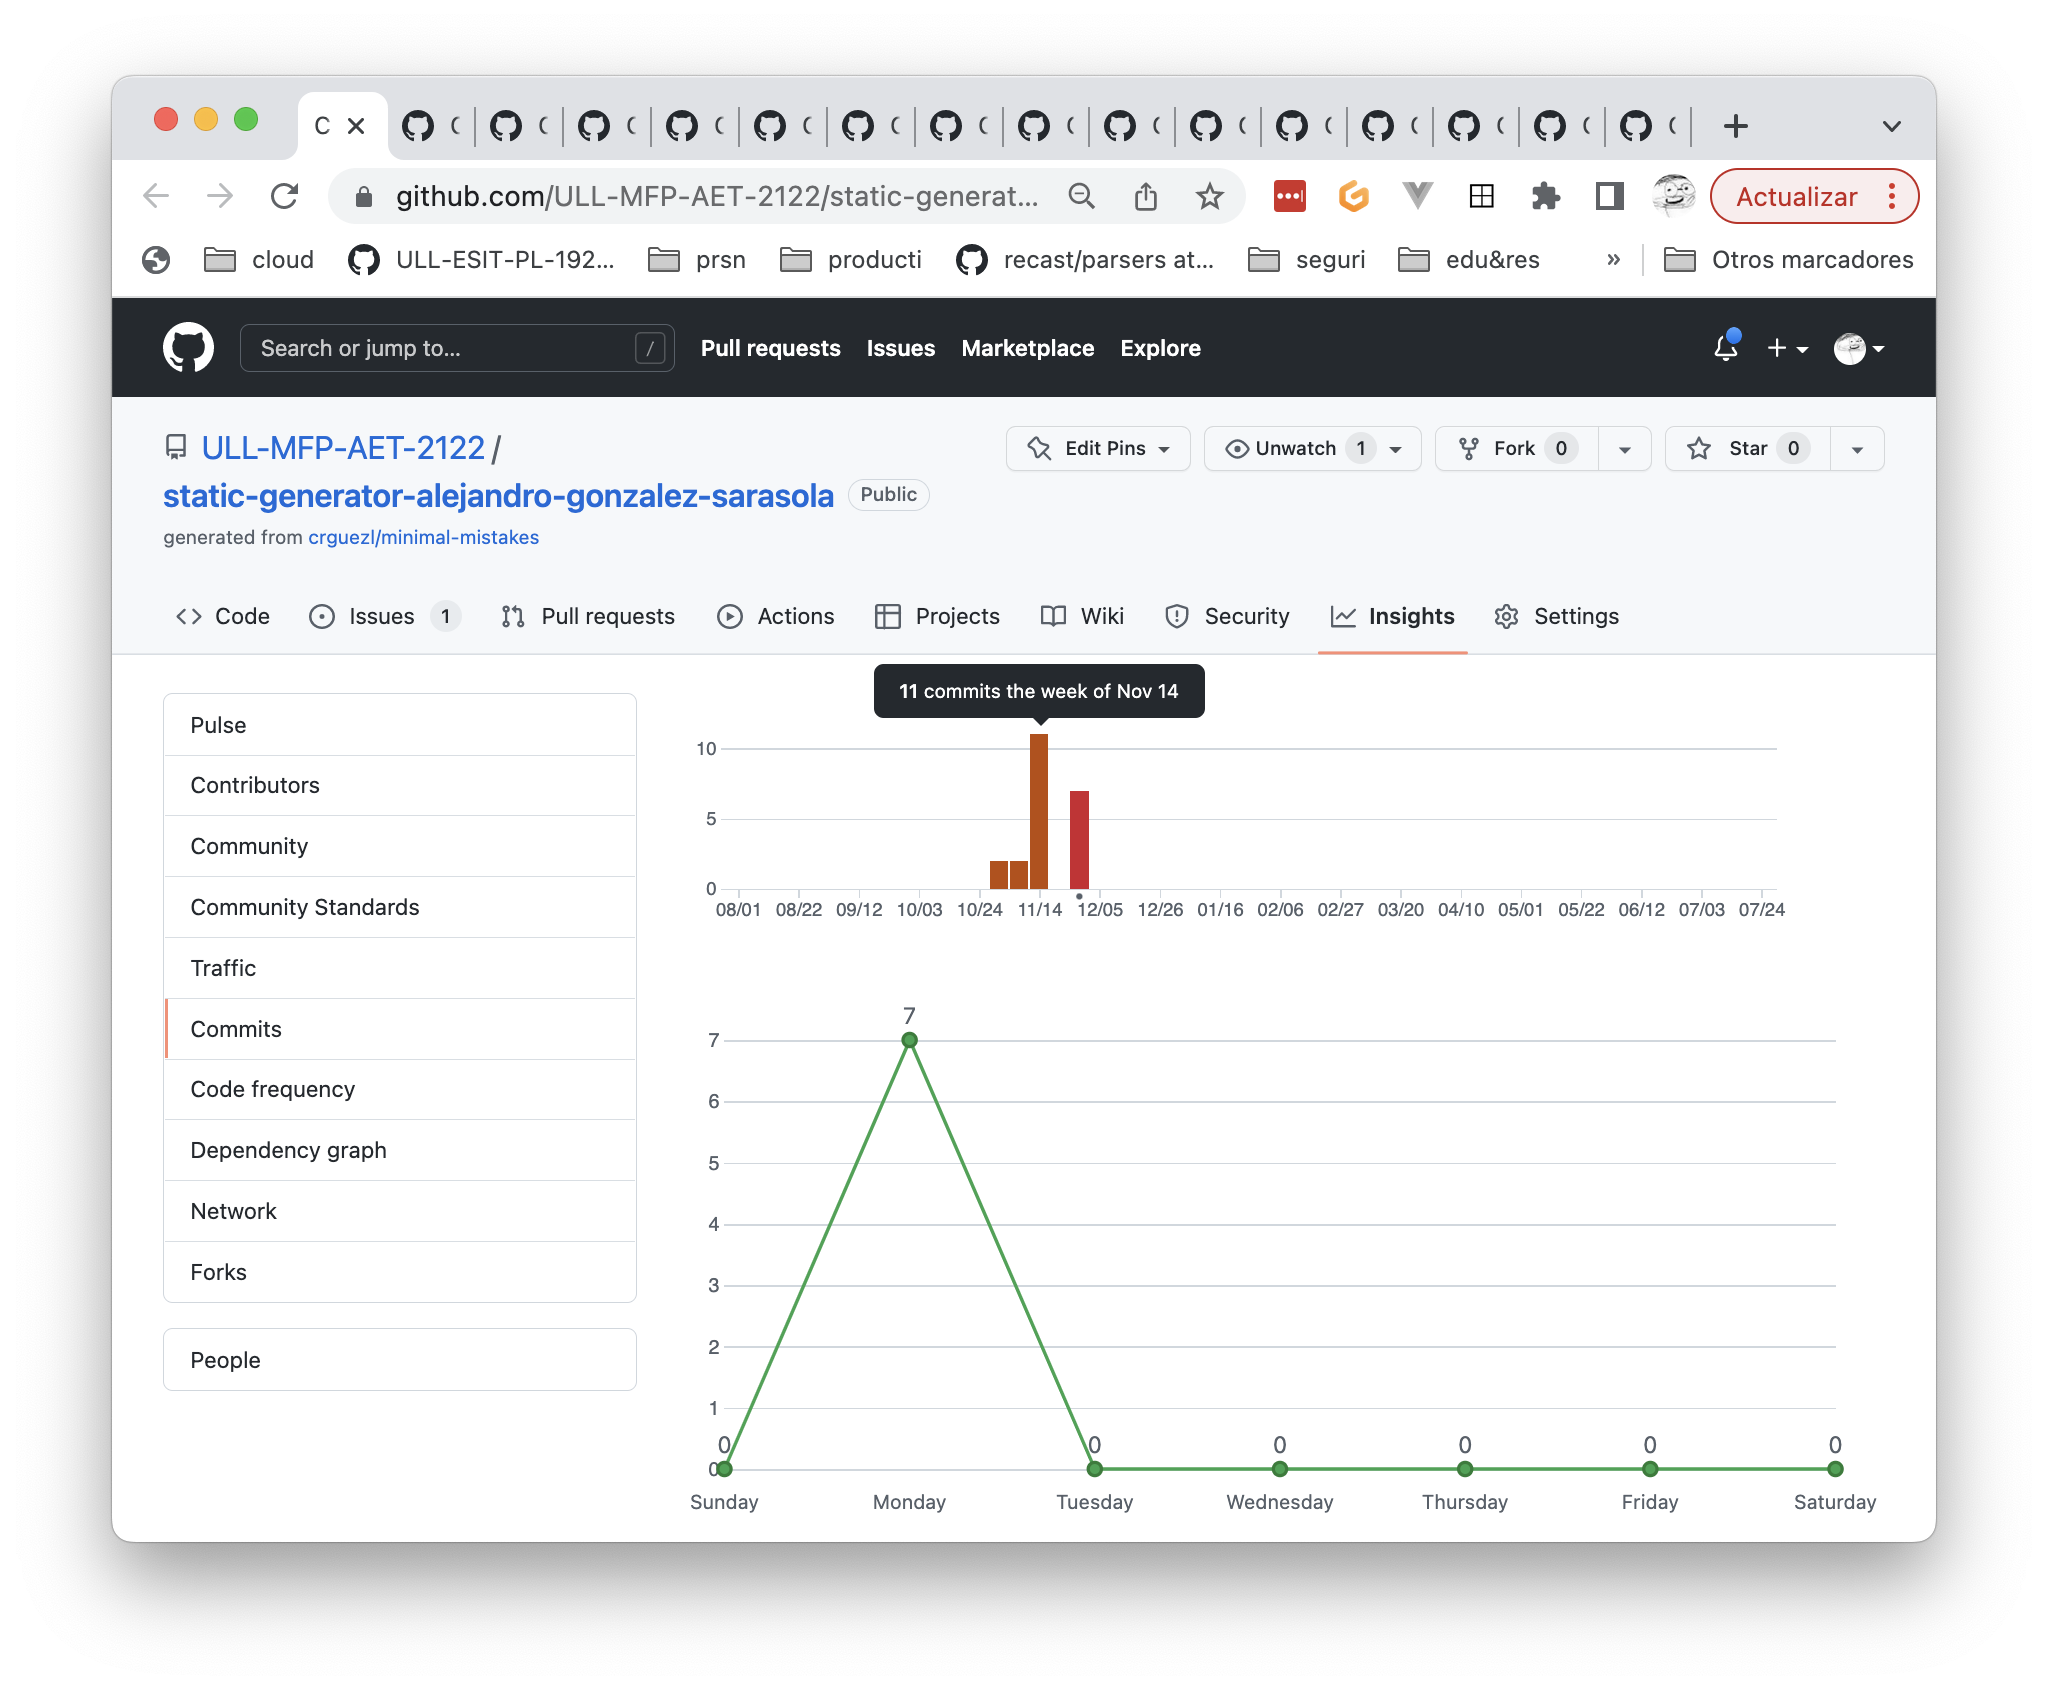 C
github.com/ULL-MFP-AET-2122/static-generat...
Actualizar
cloud
ULL-ESIT-PL-192...
prsn
producti
recast/parsers at...
seguri
edu&res
»
Otros marcadores
Search or jump to...
/
Pull requests
Issues
Marketplace
Explore
ULL-MFP-AET-2122 /
static-generator-alejandro-gonzalez-sarasola
Public
generated from crguezl/minimal-mistakes
Edit Pins
Unwatch 1
Fork 0
Star 0
Code
Issues 1
Pull requests
Actions
Projects
Wiki
Security
Insights
Settings
Pulse
Contributors
Community
Community Standards
Traffic
Commits
Code frequency
Dependency graph
Network
Forks
People
11 commits the week of Nov 14
10
5
0
08/01 08/22 09/12 10/03 10/24 11/14 12/05 12/26 01/16 02/06 02/27 03/20 04/10 05/01 05/22 06/12 07/03 07/24
7
7
6
5
4
3
2
1
0 0 0 0 0 0
0
Sunday Monday Tuesday Wednesday Thursday Friday Saturday